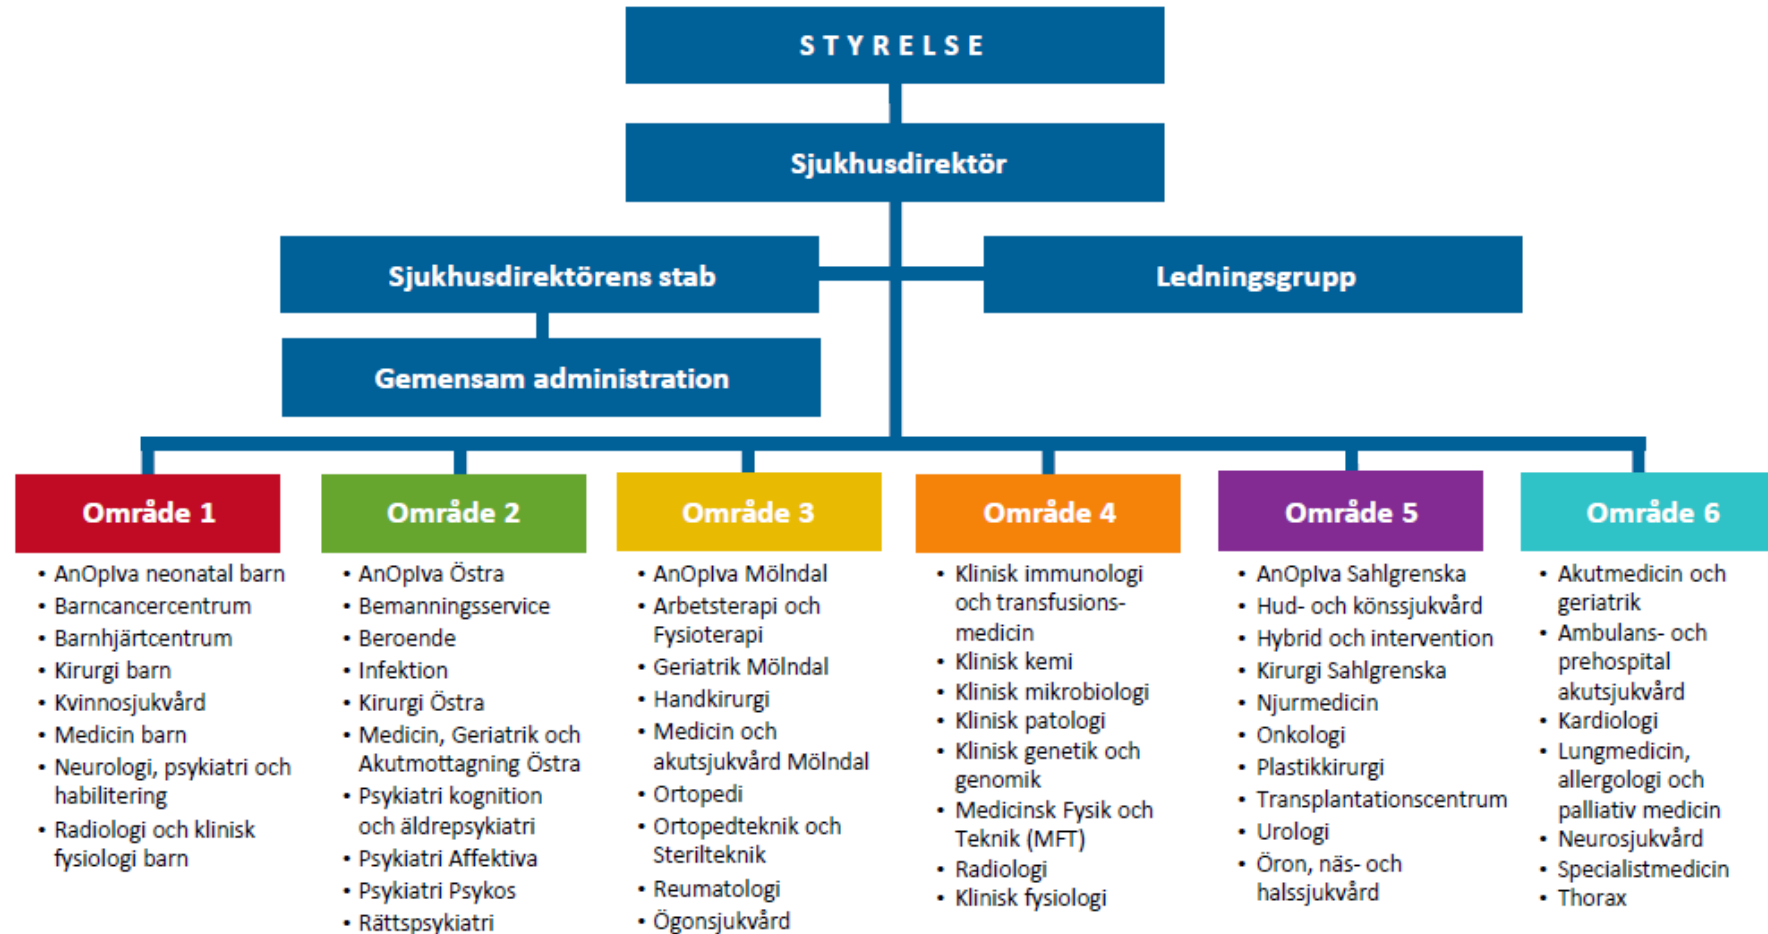 STYRELSE
Sjukhusdirektör
Sjukhusdirektörens stab
Ledningsgrupp
Gemensam administration
Område 1
• AnOpIva neonatal barn
• Barncancercentrum
• Barnhjärtcentrum
• Kirurgi barn
• Kvinnosjukvård
• Medicin barn
• Neurologi, psykiatri och
habilitering
• Radiologi och klinisk
fysiologi barn
Område 2
• AnOpIva Östra
• Bemanningsservice
• Beroende
• Infektion
• Kirurgi Östra
• Medicin, Geriatrik och
Akutmottagning Östra
• Psykiatri kognition
och äldrepsykiatri
• Psykiatri Affektiva
• Psykiatri Psykos
• Rättspsykiatri
Område 3
• AnOpIva Mölndal
• Arbetsterapi och
Fysioterapi
• Geriatrik Mölndal
• Handkirurgi
• Medicin och
akutsjukvård Mölndal
• Ortopedi
• Ortopedteknik och
Sterilteknik
• Reumatologi
• Ögonsjukvård
Område 4
• Klinisk immunologi
och transfusions-
medicin
• Klinisk kemi
• Klinisk mikrobiologi
• Klinisk patologi
• Klinisk genetik och
genomik
• Medicinsk Fysik och
Teknik (MFT)
• Radiologi
• Klinisk fysiologi
Område 5
• AnOpIva Sahlgrenska
• Hud- och könssjukvård
• Hybrid och intervention
• Kirurgi Sahlgrenska
• Njurmedicin
• Onkologi
• Plastikkirurgi
• Transplantationscentrum
• Urologi
• Öron, näs- och
halssjukvård
Område 6
• Akutmedicin och
geriatrik
• Ambulans- och
prehospital
akutsjukvård
• Kardiologi
• Lungmedicin,
allergologi och
palliativ medicin
• Neurosjukvård
• Specialistmedicin
• Thorax